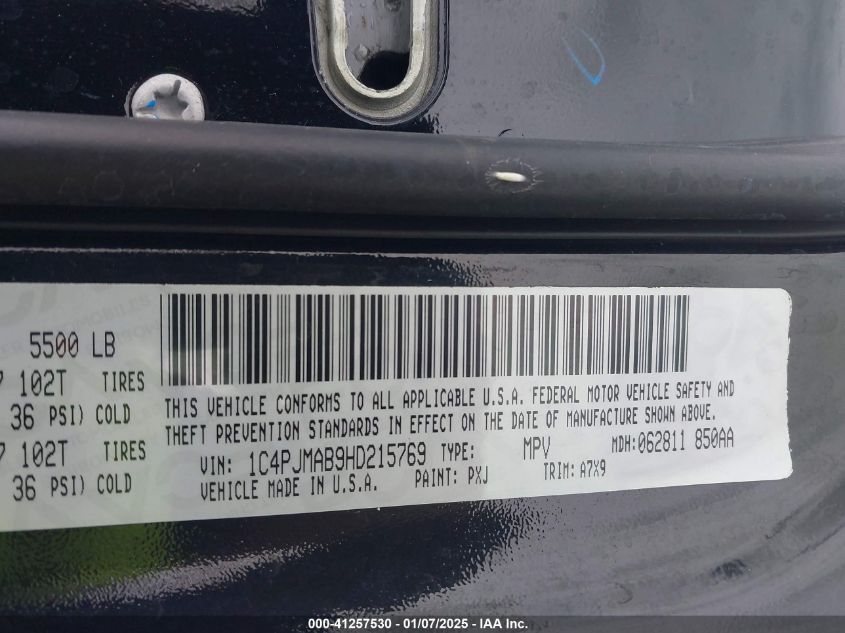 5500 LB
102T TIRES
36 PSI) COLD
102T TIRES
36 PSI) COLD
THIS VEHICLE CONFORMS TO ALL APPLICABLE U.S.A. FEDERAL MOTOR VEHICLE SAFETY AND
THEFT PREVENTION STANDARDS IN EFFECT ON THE DATE OF MANUFACTURE SHOWN ABOVE.
VIN: 1C4PJMAB9HD215769 TYPE: MPV MDH:062811 850AA
VEHICLE MADE IN U.S.A. PAINT: PXJ TRIM: A7X9
000-41257530 - 01/07/2025 - IAA Inc.